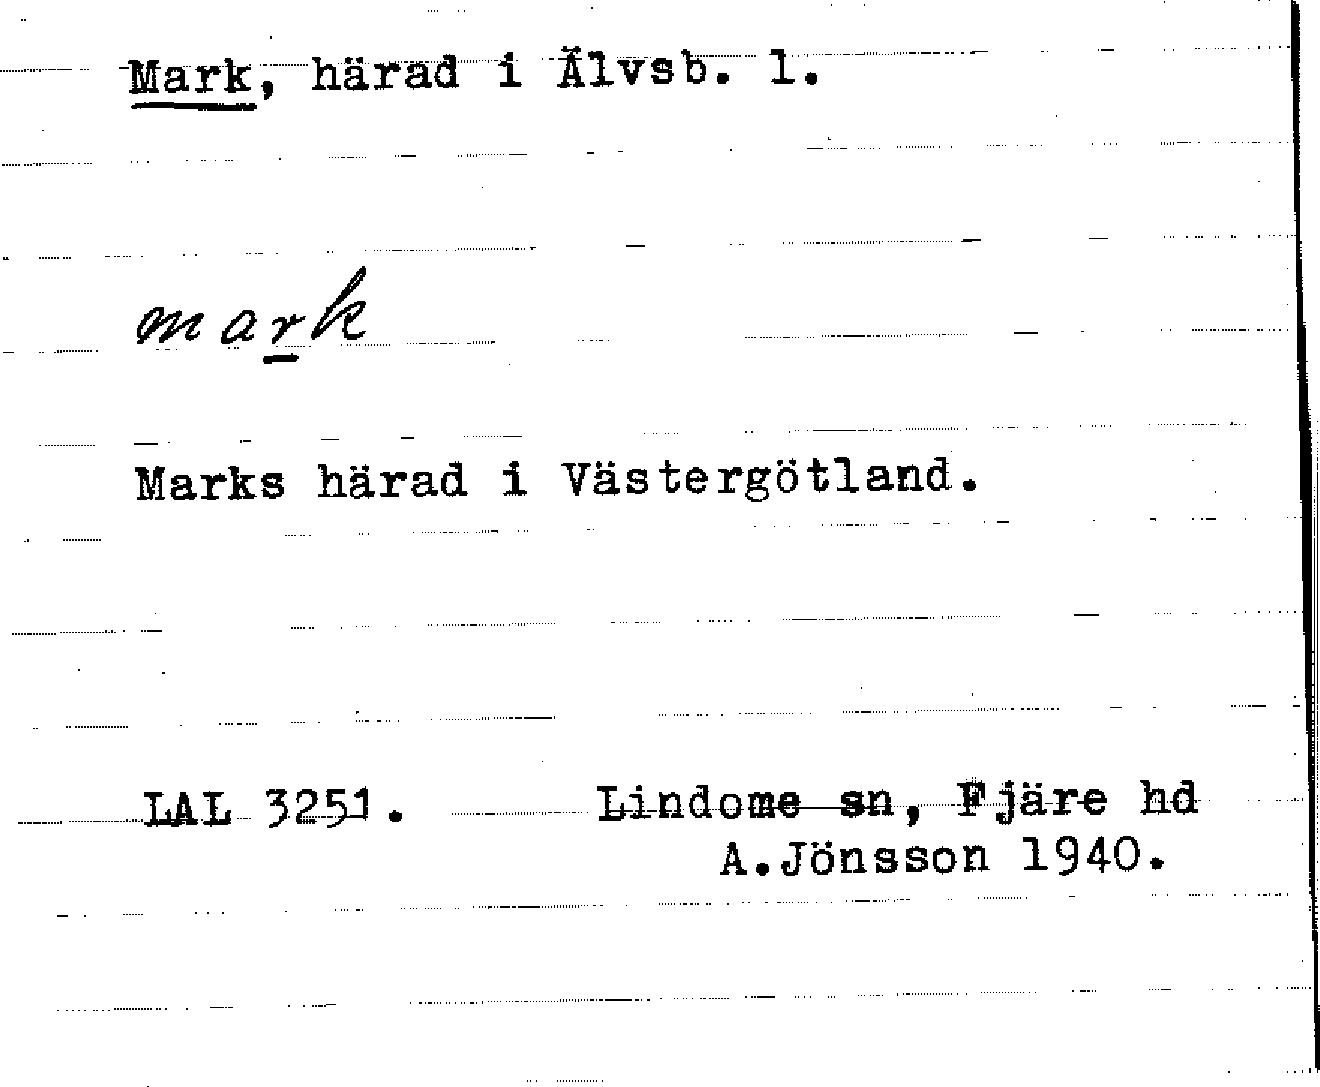 Mark, härad i Älvsb. l.
mark
Marks härad i Västergötland.
LAL 3251. Lindome sn, Fjäre hd
A.Jönsson 1940.